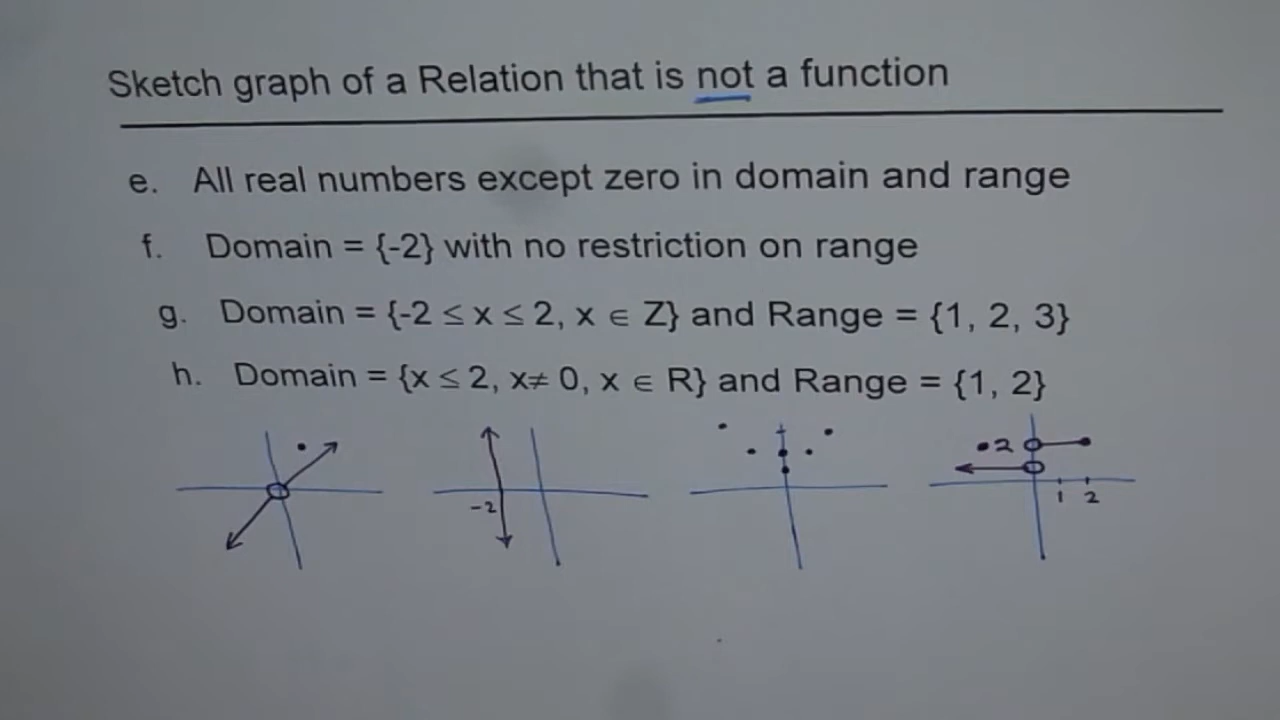 Sketch graph of a Relation that is not a function
e. All real numbers except zero in domain and range
f. Domain = {-2} with no restriction on range
g. Domain = {-2 ≤ x ≤ 2, x ∈ Z} and Range = {1, 2, 3}
h. Domain = {x ≤ 2, x≠ 0, x ∈ R} and Range = {1, 2}
2
-2
1 2